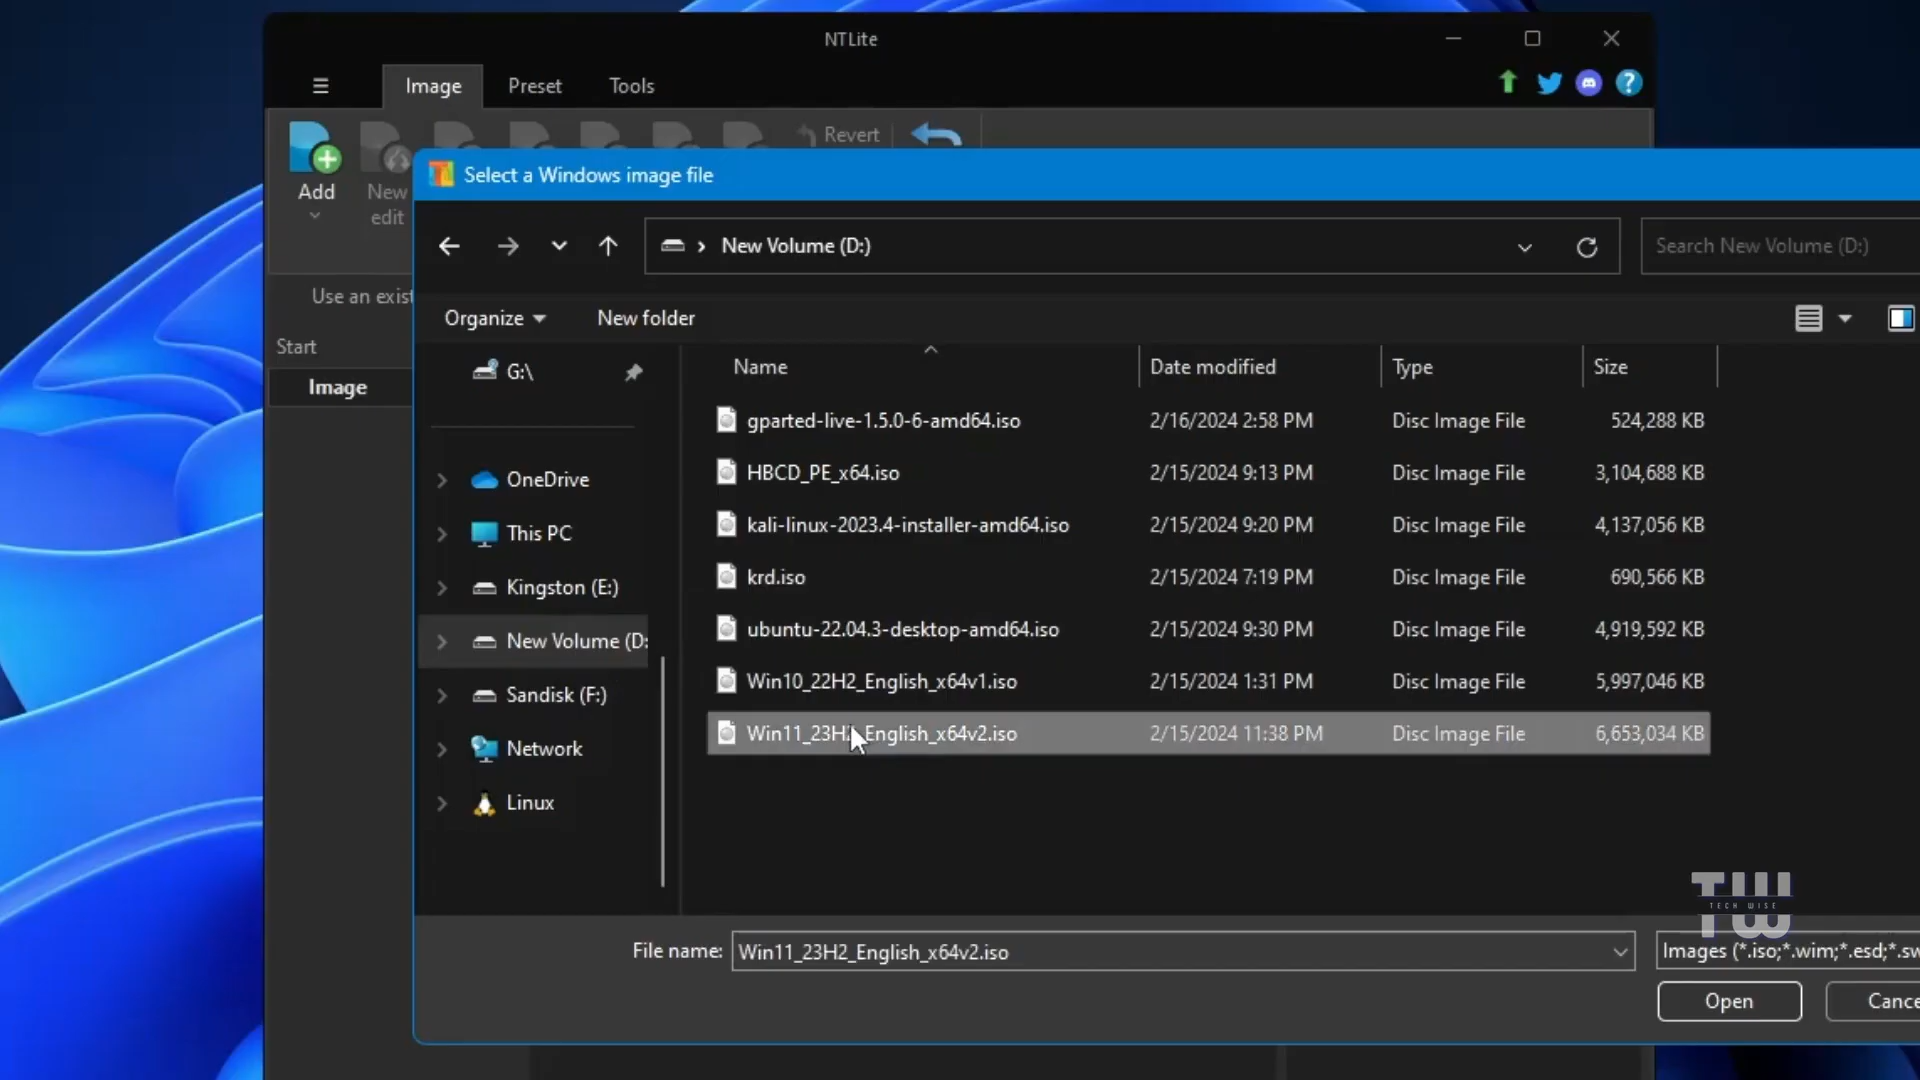 NTLite
Image Preset Tools
Revert
Add New edit
Select a Windows image file
New Volume (D:) Search New Volume (D:)
Use an exist
Organize New folder
Start
Image
G:\
OneDrive
This PC
Kingston (E:)
New Volume (D:
Sandisk (F:)
Network
Linux
Name Date modified Type Size
gparted-live-1.5.0-6-amd64.iso 2/16/2024 2:58 PM Disc Image File 524,288 KB
HBCD_PE_x64.iso 2/15/2024 9:13 PM Disc Image File 3,104,688 KB
kali-linux-2023.4-installer-amd64.iso 2/15/2024 9:20 PM Disc Image File 4,137,056 KB
krd.iso 2/15/2024 7:19 PM Disc Image File 690,566 KB
ubuntu-22.04.3-desktop-amd64.iso 2/15/2024 9:30 PM Disc Image File 4,919,592 KB
Win10_22H2_English_x64v1.iso 2/15/2024 1:31 PM Disc Image File 5,997,046 KB
Win11_23H2_English_x64v2.iso 2/15/2024 11:38 PM Disc Image File 6,653,034 KB
TW
TECH WISE
File name: Win11_23H2_English_x64v2.iso Images (*.iso;*.wim;*.esd;*.sw
Open Cance